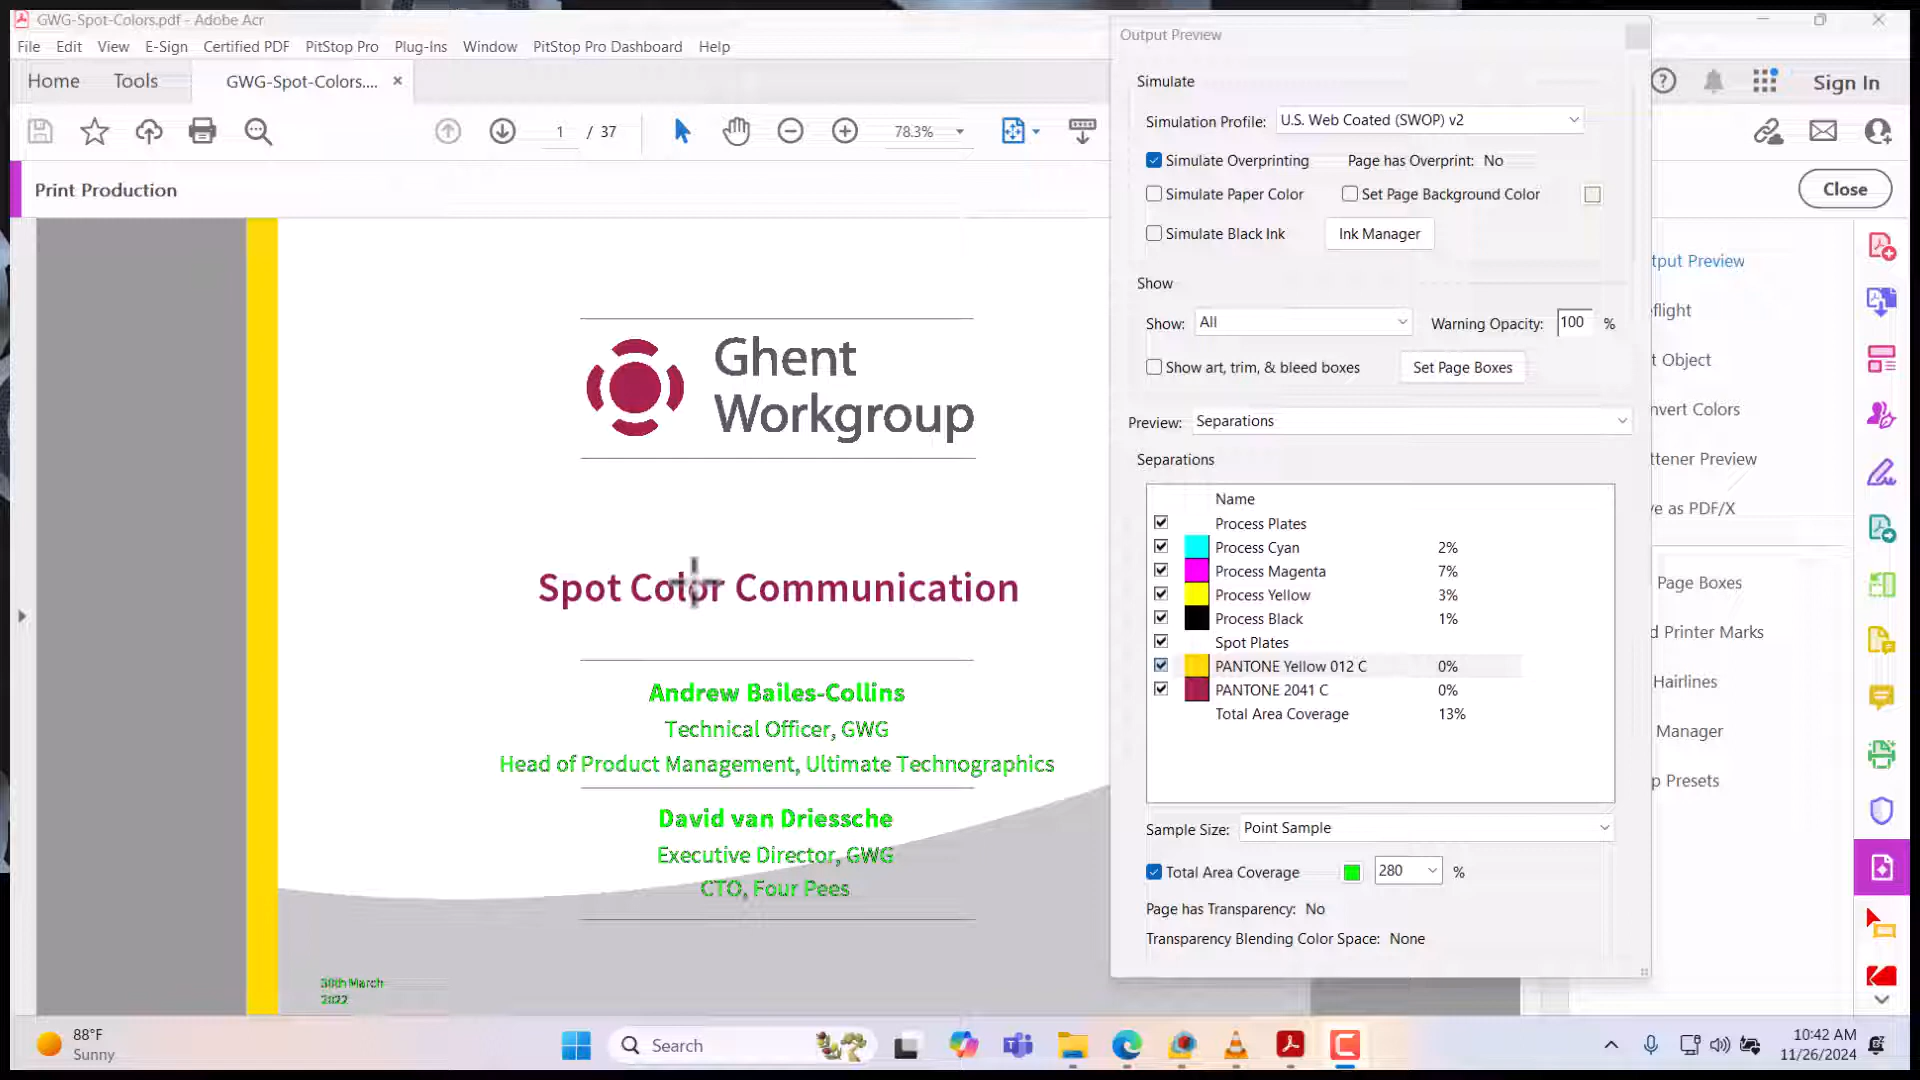 GWG-Spot-Colors.pdf - Adobe Acr
File Edit View E-Sign Certified PDF PitStop Pro Plug-Ins Window PitStop Pro Dashboard Help
Home Tools GWG-Spot-Colors.... ×
Sign In
1 / 37
78.3%
Print Production
Close
Ghent
Workgroup
Spot Color Communication
Andrew Bailes-Collins
Technical Officer, GWG
Head of Product Management, Ultimate Technographics
David van Driessche
Executive Director, GWG
CTO, Four Pees
30th March
2022
Output Preview
Simulate
Simulation Profile: U.S. Web Coated (SWOP) v2
Simulate Overprinting Page has Overprint: No
Simulate Paper Color Set Page Background Color
Simulate Black Ink Ink Manager
Show
Show: All Warning Opacity: 100 %
Show art, trim, & bleed boxes Set Page Boxes
Preview: Separations
Separations
Name
Process Plates
Process Cyan 2%
Process Magenta 7%
Process Yellow 3%
Process Black 1%
Spot Plates
PANTONE Yellow 012 C 0%
PANTONE 2041 C 0%
Total Area Coverage 13%
Sample Size: Point Sample
Total Area Coverage 280 %
Page has Transparency: No
Transparency Blending Color Space: None
tput Preview
eflight
t Object
nvert Colors
ttener Preview
ve as PDF/X
Page Boxes
d Printer Marks
Hairlines
Manager
p Presets
88°F
Sunny
Search
10:42 AM
11/26/2024